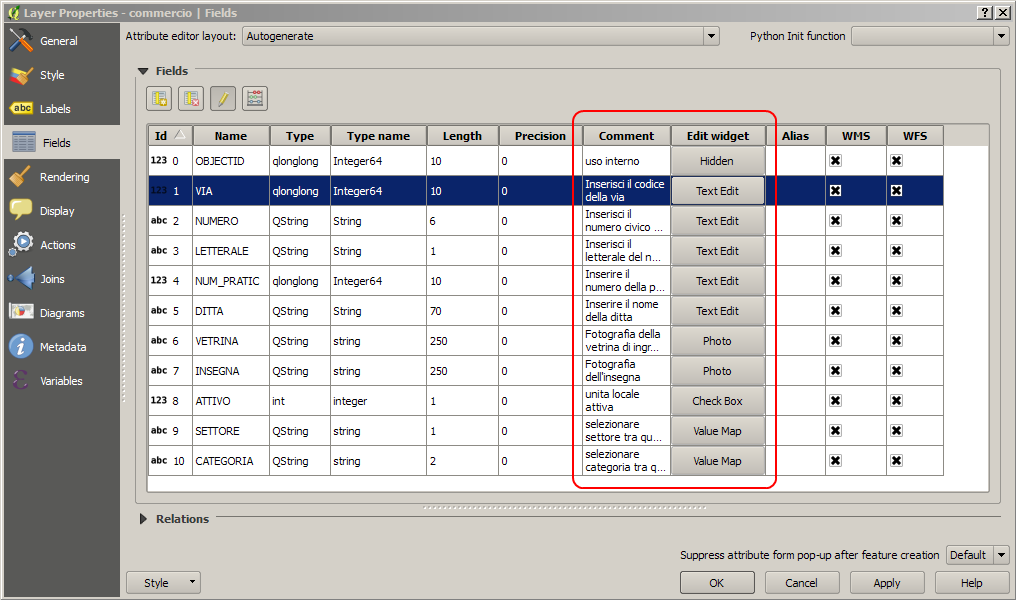 Layer Properties - commercio | Fields
General
Style
Labels
Fields
Rendering
Display
Actions
Joins
Diagrams
Metadata
Variables
Attribute editor layout: Autogenerate Python Init function
Fields
Id Name Type Type name Length Precision Comment Edit widget Alias WMS WFS
123 0 OBJECTID qlonglong Integer64 10 0 uso interno Hidden
123 1 VIA qlonglong Integer64 10 0 Inserisci il codice della via Text Edit
abc 2 NUMERO QString String 6 0 Inserisci il numero civico ... Text Edit
abc 3 LETTERALE QString String 1 0 Inserisci il letterale del n... Text Edit
123 4 NUM_PRATIC qlonglong Integer64 10 0 Inserire il numero della p... Text Edit
abc 5 DITTA QString String 70 0 Inserire il nome della ditta Text Edit
abc 6 VETRINA QString string 250 0 Fotografia della vetrina di ingr... Photo
abc 7 INSEGNA QString string 250 0 Fotografia dell'insegna Photo
123 8 ATTIVO int integer 1 0 unita locale attiva Check Box
abc 9 SETTORE QString string 1 0 selezionare settore tra qu... Value Map
abc 10 CATEGORIA QString string 2 0 selezionare categoria tra q... Value Map
Relations
Suppress attribute form pop-up after feature creation Default
Style OK Cancel Apply Help